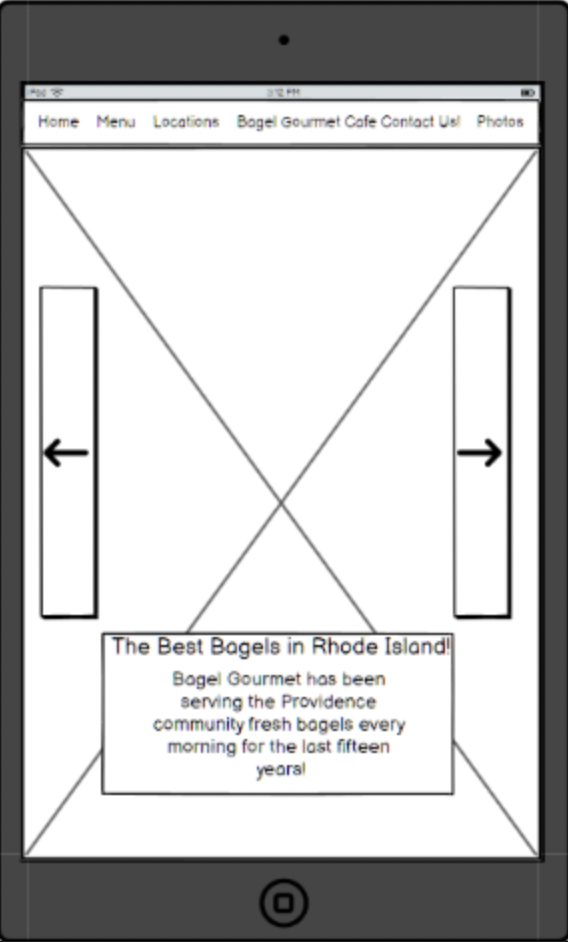 iPad
3:12 PM
Home Menu Locations Bagel Gourmet Cafe Contact Us! Photos
The Best Bagels in Rhode Island!
Bagel Gourmet has been
serving the Providence
community fresh bagels every
morning for the last fifteen
years!